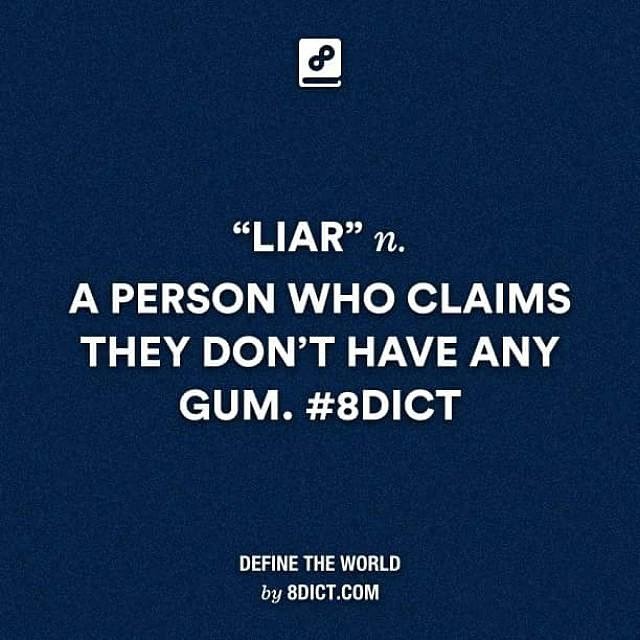 “LIAR” n.
A PERSON WHO CLAIMS
THEY DON’T HAVE ANY
GUM. #8DICT
DEFINE THE WORLD
by 8DICT.COM